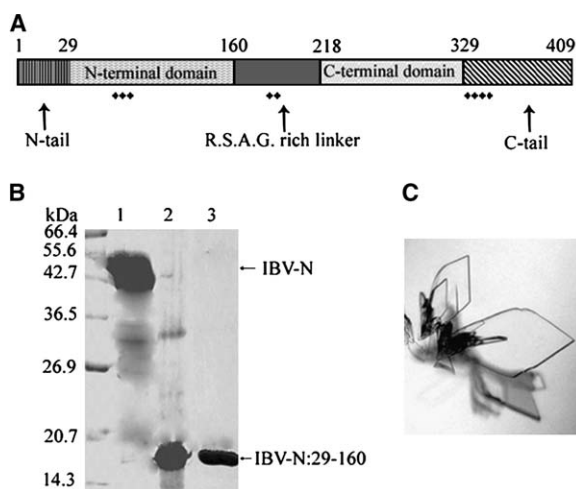 A
1 29 160 218 329 409
N-terminal domain C-terminal domain
N-tail R.S.A.G. rich linker C-tail
B
kDa 1 2 3
66.4
55.6
42.7
IBV-N
36.5
26.9
20.7
IBV-N:29-160
14.3
C